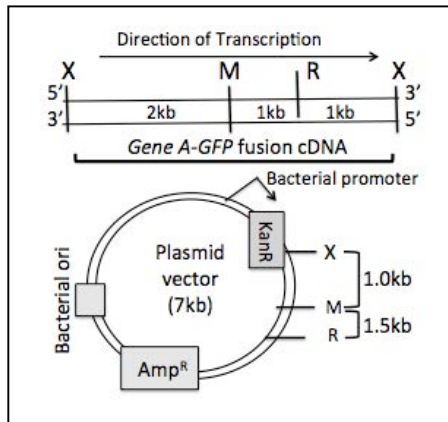 Direction of Transcription
X M R X
5' 3'
2kb 1kb 1kb
3' 5'
Gene A-GFP fusion cDNA
Bacterial promoter
KanR
X
Plasmid
vector
(7kb)
1.0kb
M
1.5kb
R
Bacterial ori
Amp^R